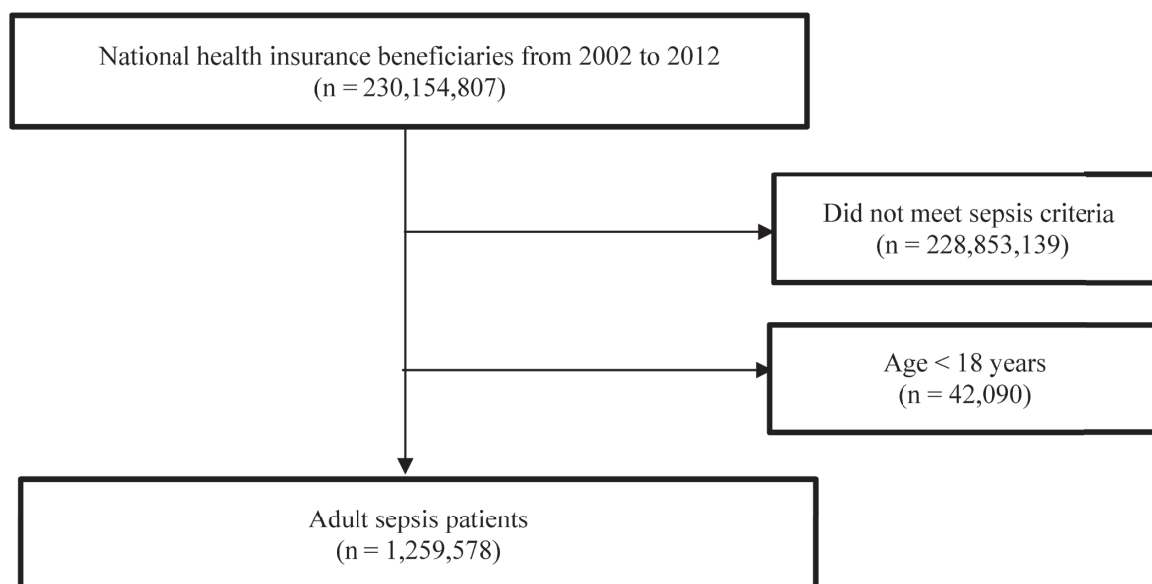 National health insurance beneficiaries from 2002 to 2012
(n = 230,154,807)
Did not meet sepsis criteria
(n = 228,853,139)
Age < 18 years
(n = 42,090)
Adult sepsis patients
(n = 1,259,578)